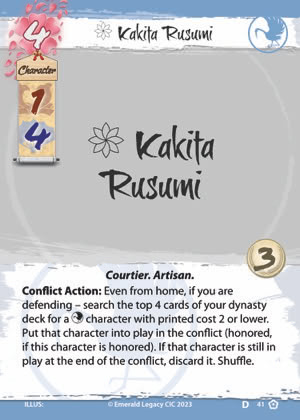 4
Kakita Rusumi
Character
1
4
Kakita
Rusumi
3
Courtier. Artisan.
Conflict Action: Even from home, if you are
defending – search the top 4 cards of your dynasty
deck for a character with printed cost 2 or lower.
Put that character into play in the conflict (honored,
if this character is honored). If that character is still in
play at the end of the conflict, discard it. Shuffle.
ILLUS: © Emerald Legacy CIC 2023 D 41